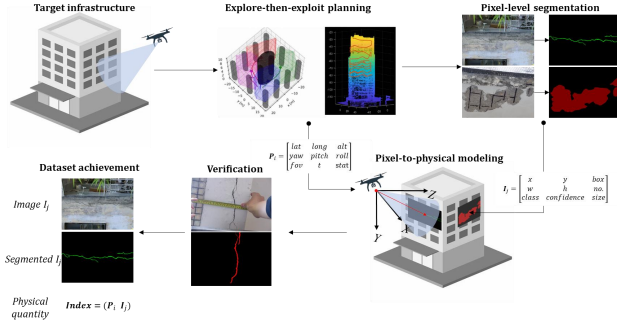 Target infrastructure
Explore-then-exploit planning
Pixel-level segmentation
P_i = [lat long alt
yaw pitch roll
fov t stat]
Dataset achievement
Verification
Pixel-to-physical modeling
I_j = [x y box
w h no.
class confidence size]
Image I_j
Z
X
Y
Segmented I_j
Physical
quantity
Index = (P_i I_j)